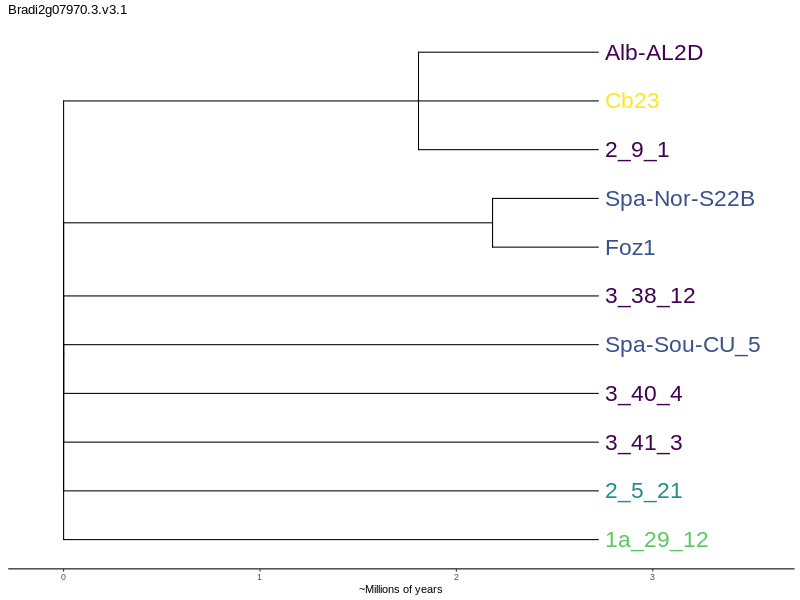 Bradi2g07970.3.v3.1
Alb-AL2D
Cb23
2_9_1
Spa-Nor-S22B
Foz1
3_38_12
Spa-Sou-CU_5
3_40_4
3_41_3
2_5_21
1a_29_12
0 1 2 3
~Millions of years